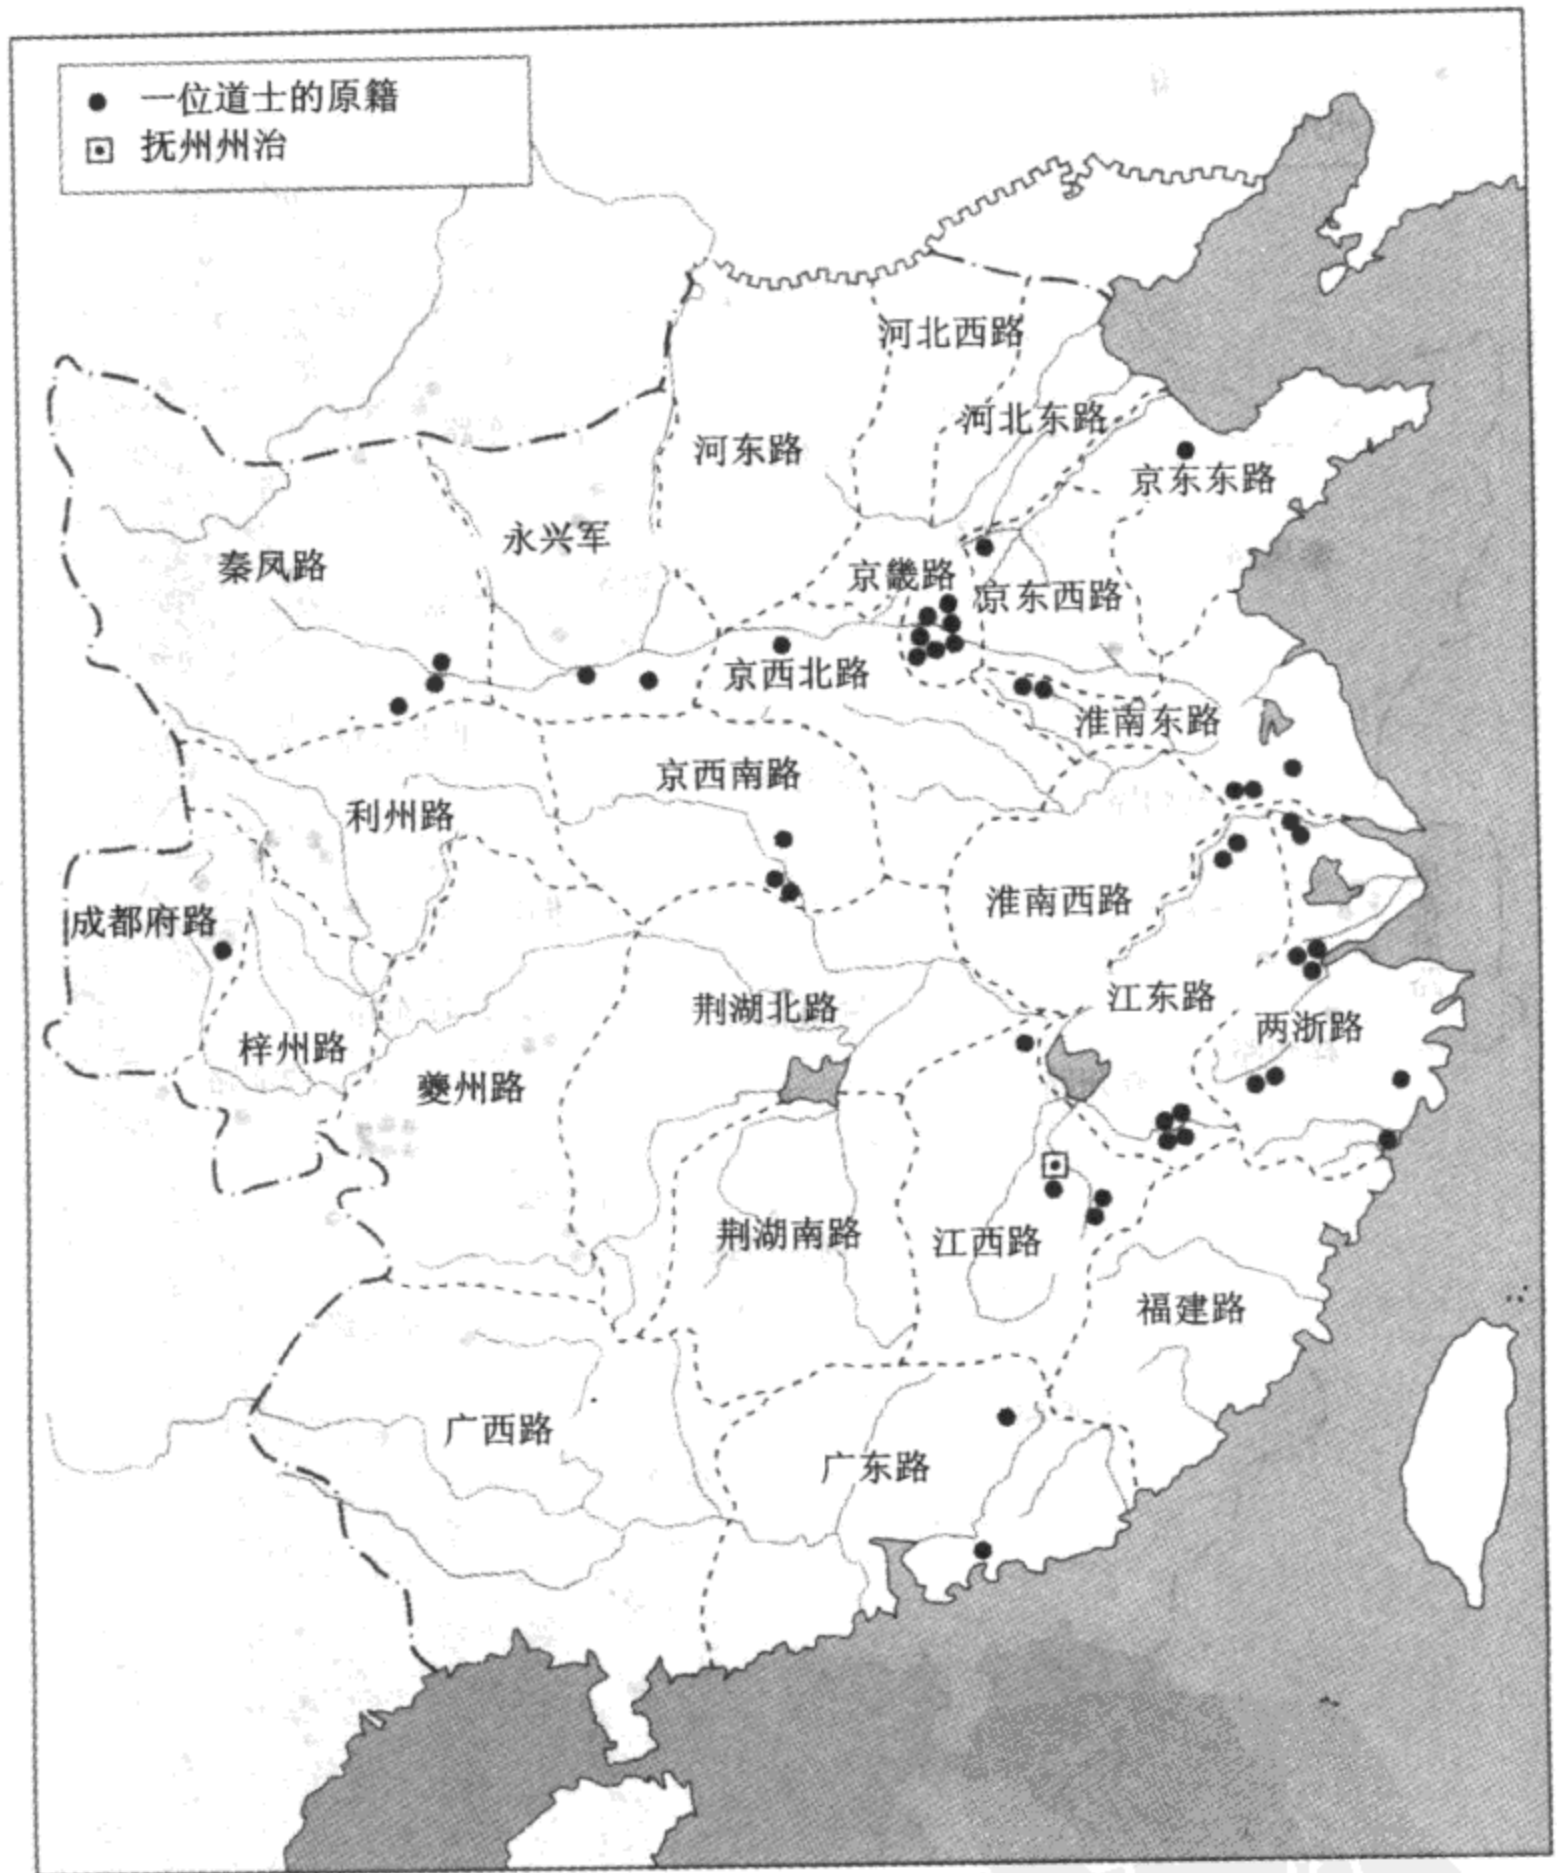 一位道士的原籍
抚州州治
河北西路
河北东路
河东路
京东东路
永兴军
秦凤路
京畿路
京东西路
京西北路
淮南东路
京西南路
利州路
淮南西路
成都府路
江东路
荆湖北路
两浙路
梓州路
夔州路
荆湖南路
江西路
福建路
广西路
广东路